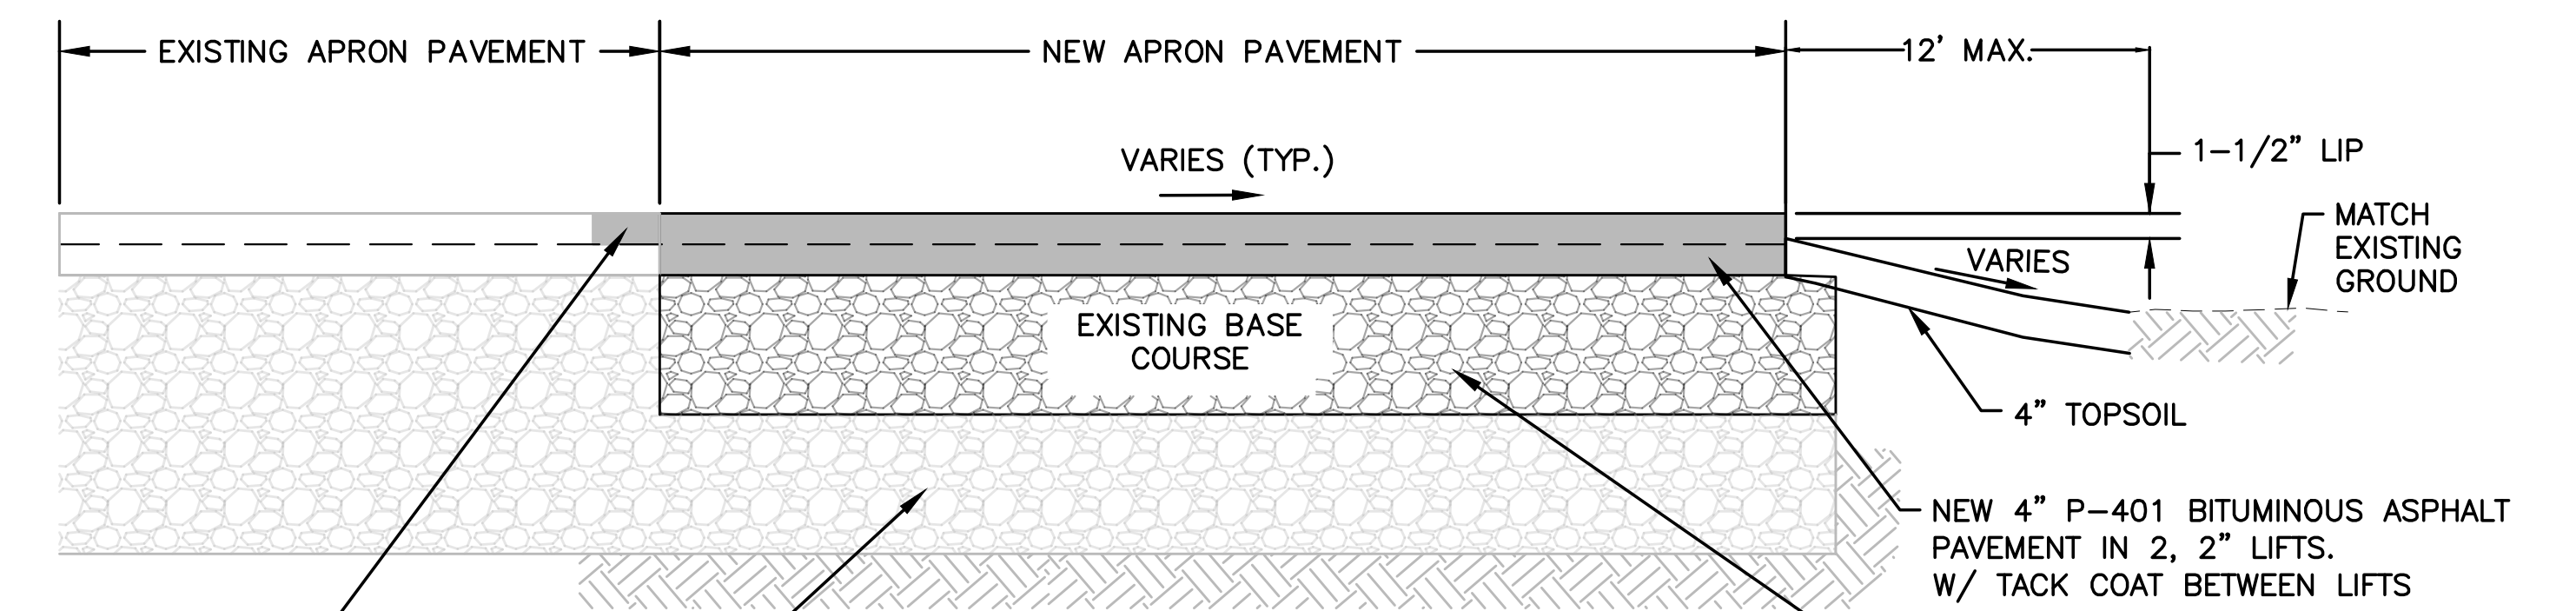 EXISTING APRON PAVEMENT
NEW APRON PAVEMENT
12' MAX.
VARIES (TYP.)
1-1/2" LIP
MATCH
EXISTING
GROUND
VARIES
EXISTING BASE
COURSE
4" TOPSOIL
NEW 4" P-401 BITUMINOUS ASPHALT
PAVEMENT IN 2, 2" LIFTS.
W/ TACK COAT BETWEEN LIFTS